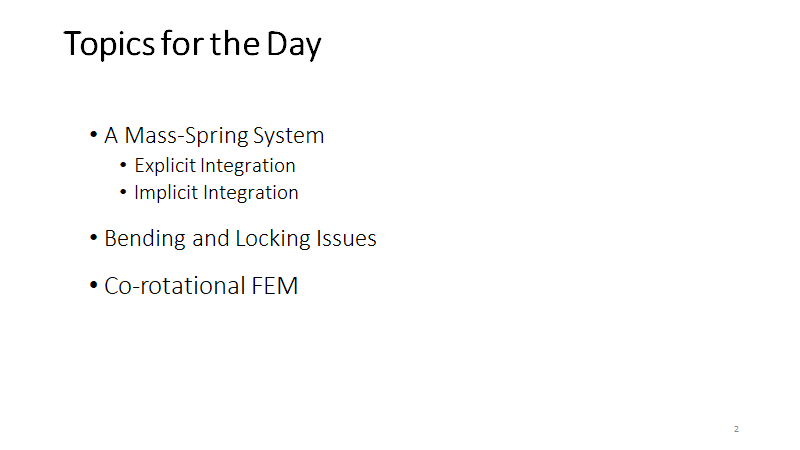 Topics for the Day
• A Mass-Spring System
• Explicit Integration
• Implicit Integration
• Bending and Locking Issues
• Co-rotational FEM
2